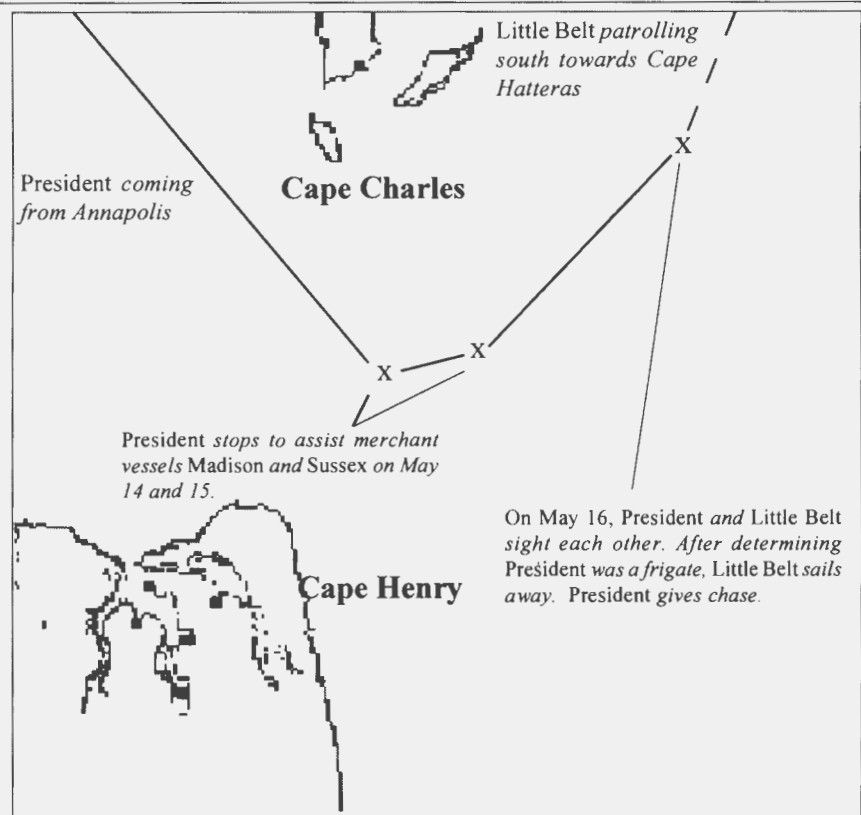 Little Belt patrolling
south towards Cape
Hatteras
X
President coming
from Annapolis
Cape Charles
X
X
President stops to assist merchant
vessels Madison and Sussex on May
14 and 15.
On May 16, President and Little Belt
sight each other. After determining
President was a frigate, Little Belt sails
away. President gives chase.
Cape Henry